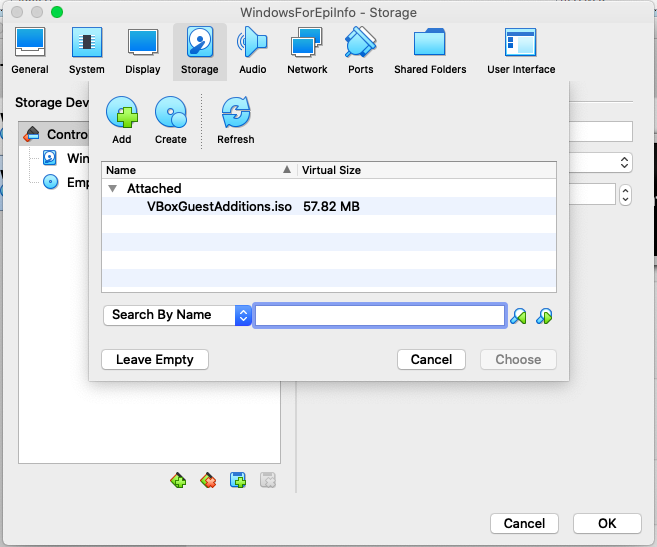 WindowsForEpiInfo - Storage
General System Display Storage Audio Network Ports Shared Folders User Interface
Storage Dev
Contro
Win
Emp
Add Create Refresh
Name Virtual Size
Attached
VBoxGuestAdditions.iso 57.82 MB
Search By Name
Leave Empty Cancel Choose
Cancel OK